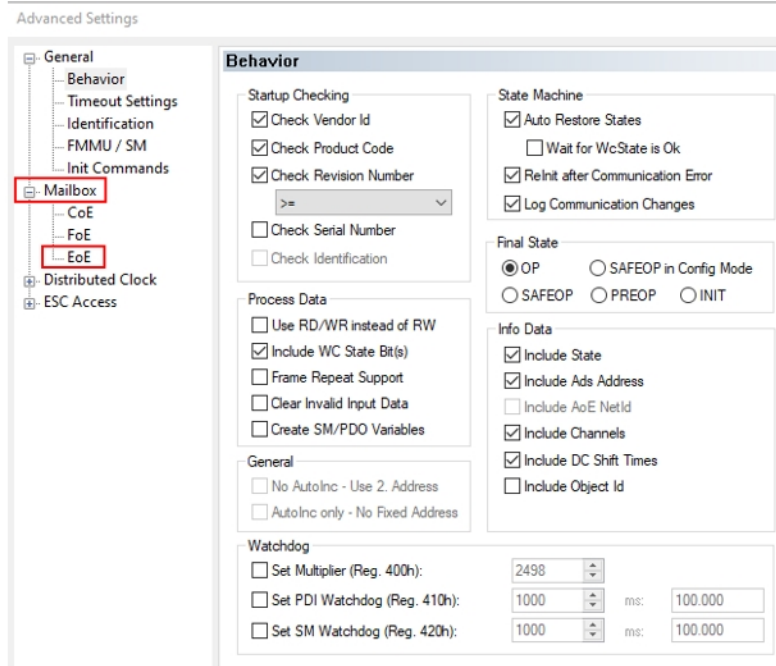 Advanced Settings
General
Behavior
Timeout Settings
Identification
FMMU / SM
Init Commands
Mailbox
CoE
FoE
EoE
Distributed Clock
ESC Access
Behavior
Startup Checking
Check Vendor Id
Check Product Code
Check Revision Number
>=
Check Serial Number
Check Identification
Process Data
Use RD/WR instead of RW
Include WC State Bit(s)
Frame Repeat Support
Clear Invalid Input Data
Create SM/PDO Variables
General
No AutoInc - Use 2. Address
AutoInc only - No Fixed Address
State Machine
Auto Restore States
Wait for WcState is Ok
ReInit after Communication Error
Log Communication Changes
Final State
OP SAFEOP in Config Mode
SAFEOP PREOP INIT
Info Data
Include State
Include Ads Address
Include AoE NetId
Include Channels
Include DC Shift Times
Include Object Id
Watchdog
Set Multiplier (Reg. 400h): 2498
Set PDI Watchdog (Reg. 410h): 1000 ms: 100.000
Set SM Watchdog (Reg. 420h): 1000 ms: 100.000